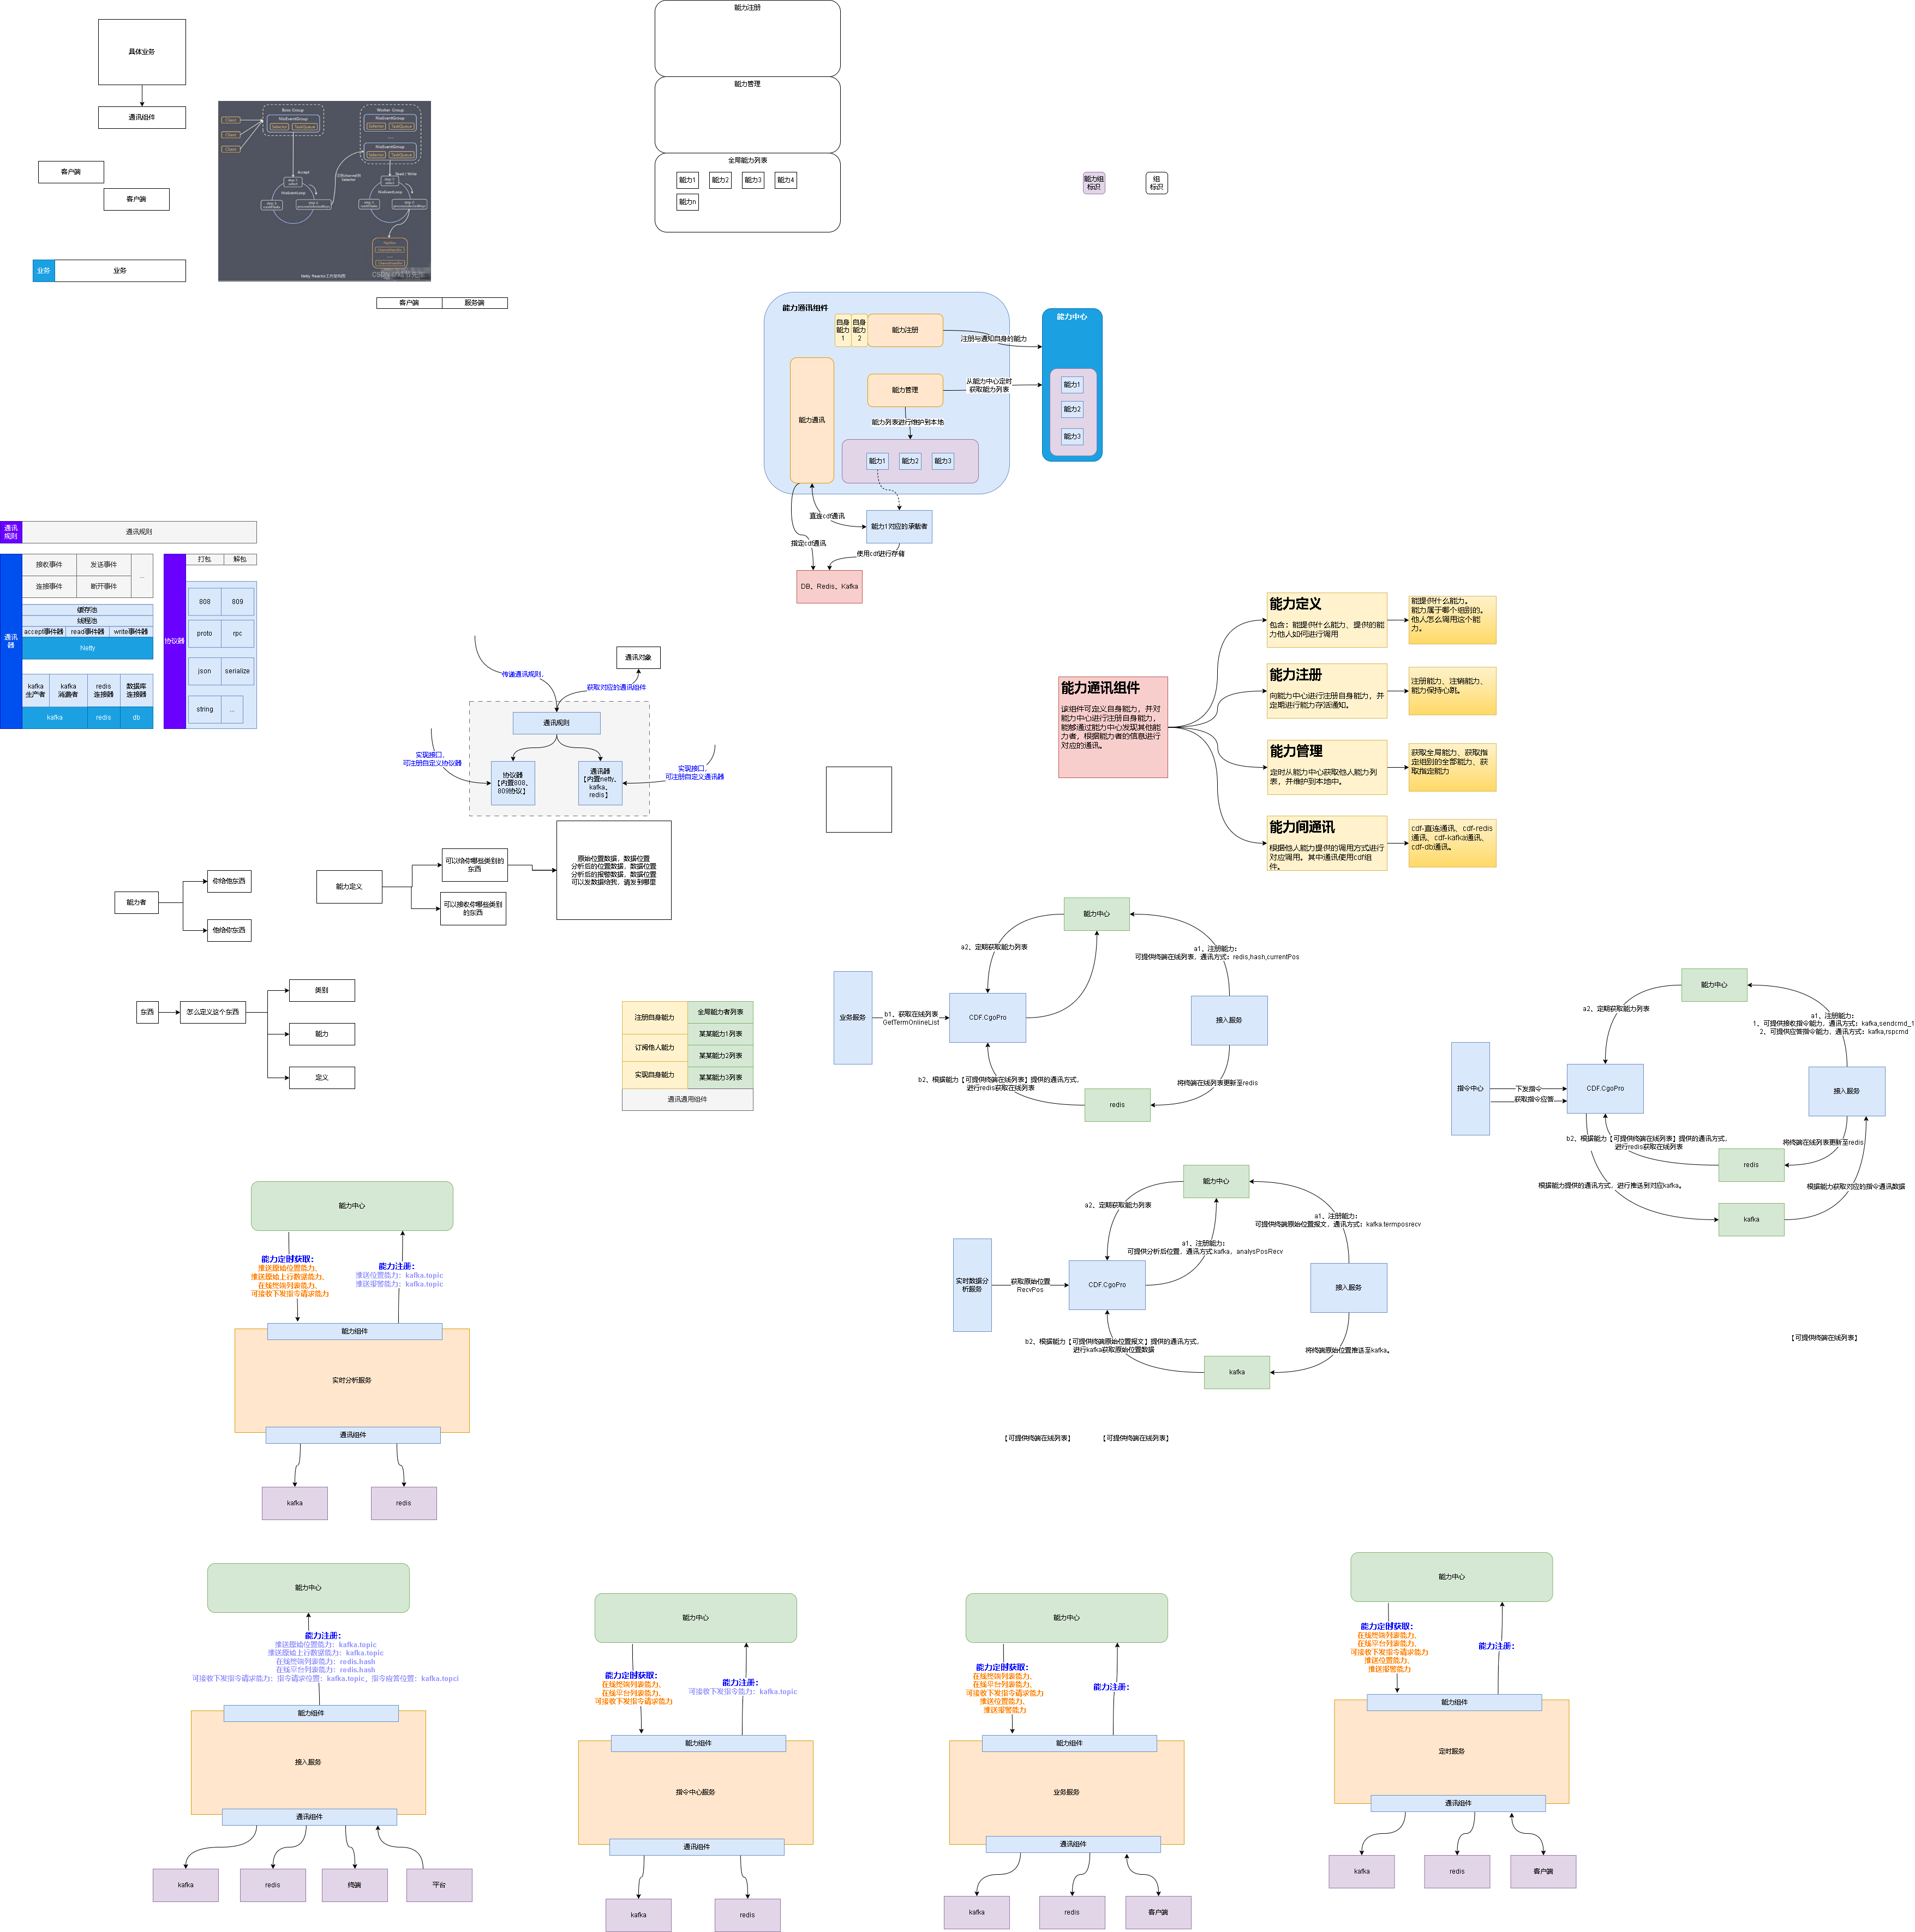 具体业务
通讯组件
客户端
客户端
业务
业务
Boss Group
NioEventGroup
Selector
TaskQueue
Client
Client
Client
Worker Group
NioEventGroup
Selector
TaskQueue
NioEventGroup
Selector
TaskQueue
Accept
Read / Write
NioEventLoop
NioEventLoop
Netty Reactor工作架构图
客户端
服务端
能力注册
能力管理
全局能力列表
能力1
能力2
能力3
能力4
能力n
能力组
标识
组
标识
能力通讯组件
自身
能力
1
自身
能力
2
能力注册
注册与通知自身的能力
能力管理
从能力中心定时
获取能力列表
能力列表进行维护到本地
能力通讯
能力1
能力2
能力3
能力中心
能力1
能力2
能力3
直连cdf通讯
指定cdf通讯
能力1对应的承载者
使用cdf进行存储
DB、Redis、Kafka
通讯
规则
通讯规则
通讯
器
接收事件
发送事件
...
连接事件
断开事件
缓存池
线程池
accept事件器
read事件器
write事件器
Netty
kafka
生产者
kafka
消费者
redis
连接器
数据库
连接器
kafka
redis
db
协议器
打包
解包
808
809
proto
rpc
json
serialize
string
...
传递通讯规则，
获取对应的通讯组件
通讯对象
通讯规则
实现接口，
可注册自定义协议器
协议器
【内置808、
809协议】
通讯器
【内置netty、
kafka、
redis】
实现接口，
可注册自定义通讯器
能力通讯组件
该组件可定义自身能力，并对
能力中心进行注册自身能力，
能够通过能力中心发现其他能
力者，根据能力者的信息进行
对应的通讯。
能力定义
包含：能提供什么能力、提供的能
力他人如何进行调用
能提供什么能力。
能力属于哪个组别的。
他人怎么调用这个能
力。
能力注册
向能力中心进行注册自身能力，并
定期进行能力存活通知。
注册能力、注销能力、
能力保持心跳。
能力管理
定时从能力中心获取他人能力列
表，并维护到本地中。
获取全局能力、获取指
定组别的全部能力、获
取指定能力
能力间通讯
根据他人能力提供的调用方式进行
对应调用。其中通讯使用cdf组
件。
cdf-直连通讯、cdf-redis
通讯、cdf-kafka通讯、
cdf-db通讯。
能力者
你给他东西
他给你东西
能力定义
可以给你哪些类别的
东西
可以接收你哪些类别
的东西
原始位置数据，数据位置
分析后的位置数据，数据位置
分析后的报警数据，数据位置
可以发数据给我，请发到哪里
东西
怎么定义这个东西
类别
能力
定义
注册自身能力
订阅他人能力
实现自身能力
全局能力者列表
某某能力1列表
某某能力2列表
某某能力3列表
通讯通用组件
能力中心
a2、定期获取能力列表
a1、注册能力：
可提供终端在线列表，通讯方式：redis,hash,currentPos
业务服务
b1、获取在线列表
GetTermOnlineList
CDF.CgoPro
接入服务
b2、根据能力【可提供终端在线列表】提供的通讯方式，
进行redis获取在线列表
将终端在线列表更新至redis
redis
能力中心
a2、定期获取能力列表
a1、注册能力：
1、可提供接收指令能力，通讯方式：kafka,sendcmd_1
2、可提供应答指令能力，通讯方式：kafka,rspcmd
指令中心
下发指令
获取指令应答
CDF.CgoPro
接入服务
b2、根据能力【可提供终端在线列表】提供的通讯方式，
进行redis获取在线列表
将终端在线列表更新至redis
redis
根据能力提供的通讯方式，进行推送到对应kafka。
根据能力获取对应的指令通讯数据
kafka
能力中心
a2、定期获取能力列表
a1、注册能力：
可提供终端原始位置报文，通讯方式：kafka.termposrecv
a1、注册能力：
可提供分析后位置，通讯方式:kafka，analysPosRecv
实时数据分
析服务
获取原始位置
RecvPos
CDF.CgoPro
接入服务
b2、根据能力【可提供终端原始位置报文】提供的通讯方式，
进行kafka获取原始位置数据
将终端原始位置推送至kafka。
kafka
【可提供终端在线列表】
【可提供终端在线列表】
【可提供终端在线列表】
能力中心
能力定时获取：
推送原始位置能力、
推送原始上行数据能力、
在线终端列表能力、
可接收下发指令请求能力
能力注册：
推送位置能力：kafka.topic
推送报警能力：kafka.topic
能力组件
实时分析服务
通讯组件
kafka
redis
能力中心
能力注册：
推送原始位置能力：kafka.topic
推送原始上行数据能力：kafka.topic
在线终端列表能力：redis.hash
在线平台列表能力：redis.hash
可接收下发指令请求能力：指令请求位置：kafka.topic，指令应答位置：kafka.topci
能力组件
接入服务
通讯组件
kafka
redis
终端
平台
能力中心
能力定时获取：
在线终端列表能力、
在线平台列表能力、
可接收下发指令请求能力
能力注册：
可接收下发指令能力：kafka.topic
能力组件
指令中心服务
通讯组件
kafka
redis
能力中心
能力定时获取：
在线终端列表能力、
在线平台列表能力、
可接收下发指令请求能力
推送位置能力、
推送报警能力
能力注册：
能力组件
业务服务
通讯组件
kafka
redis
客户端
能力中心
能力定时获取：
在线终端列表能力、
在线平台列表能力、
可接收下发指令请求能力
推送位置能力、
推送报警能力
能力注册：
能力组件
定时服务
通讯组件
kafka
redis
客户端